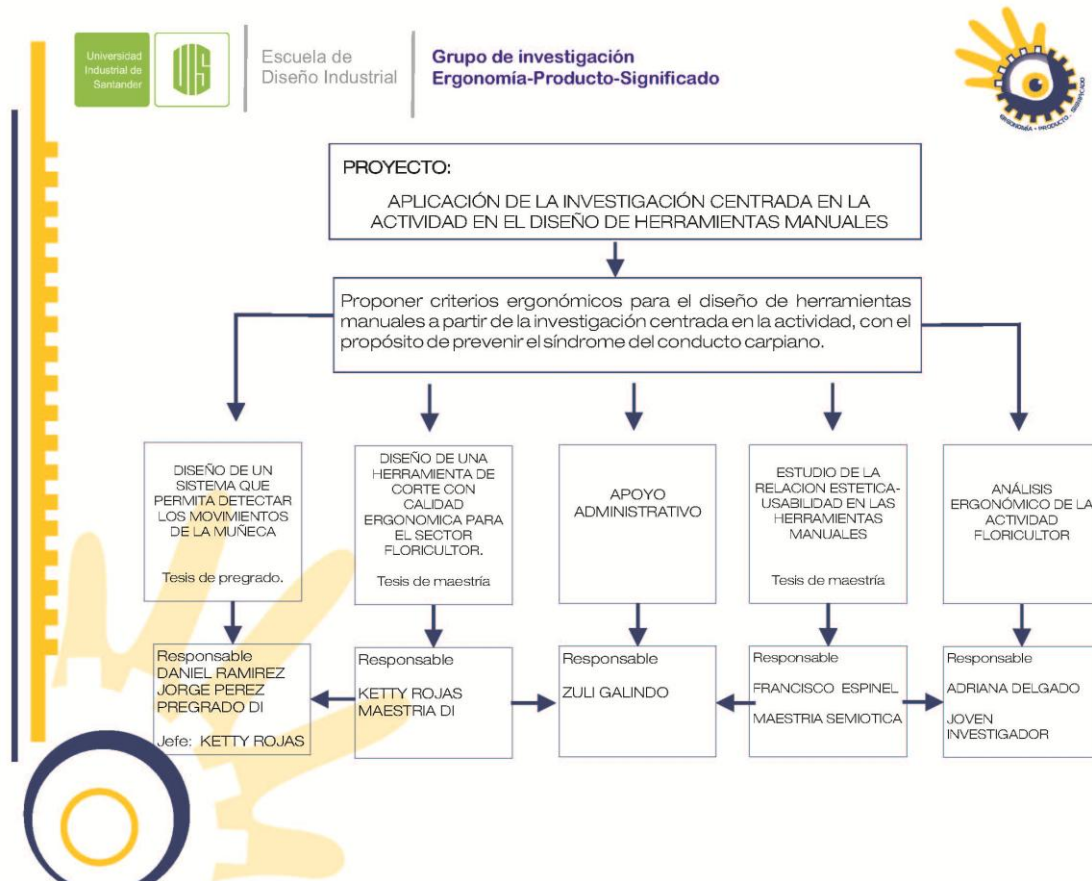 Universidad
Industrial de
Santander
UIS
Escuela de
Diseño Industrial
Grupo de investigación
Ergonomía-Producto-Significado
ERGONOMÍA - PRODUCTO - SIGNIFICADO
PROYECTO:
APLICACIÓN DE LA INVESTIGACIÓN CENTRADA EN LA
ACTIVIDAD EN EL DISEÑO DE HERRAMIENTAS MANUALES
Proponer criterios ergonómicos para el diseño de herramientas
manuales a partir de la investigación centrada en la actividad, con el
propósito de prevenir el síndrome del conducto carpiano.
DISEÑO DE UN
SISTEMA QUE
PERMITA DETECTAR
LOS MOVIMIENTOS
DE LA MUÑECA
Tesis de pregrado.
DISEÑO DE UNA
HERRAMIENTA DE
CORTE CON
CALIDAD
ERGONOMICA PARA
EL SECTOR
FLORICULTOR.
Tesis de maestría
APOYO
ADMINISTRATIVO
ESTUDIO DE LA
RELACION ESTETICA-
USABILIDAD EN LAS
HERRAMIENTAS
MANUALES
Tesis de maestría
ANÁLISIS
ERGONÓMICO DE LA
ACTIVIDAD
FLORICULTOR
Responsable
DANIEL RAMIREZ
JORGE PEREZ
PREGRADO DI
Jefe: KETTY ROJAS
Responsable
KETTY ROJAS
MAESTRIA DI
Responsable
ZULI GALINDO
Responsable
FRANCISCO ESPINEL
MAESTRIA SEMIOTICA
Responsable
ADRIANA DELGADO
JOVEN
INVESTIGADOR